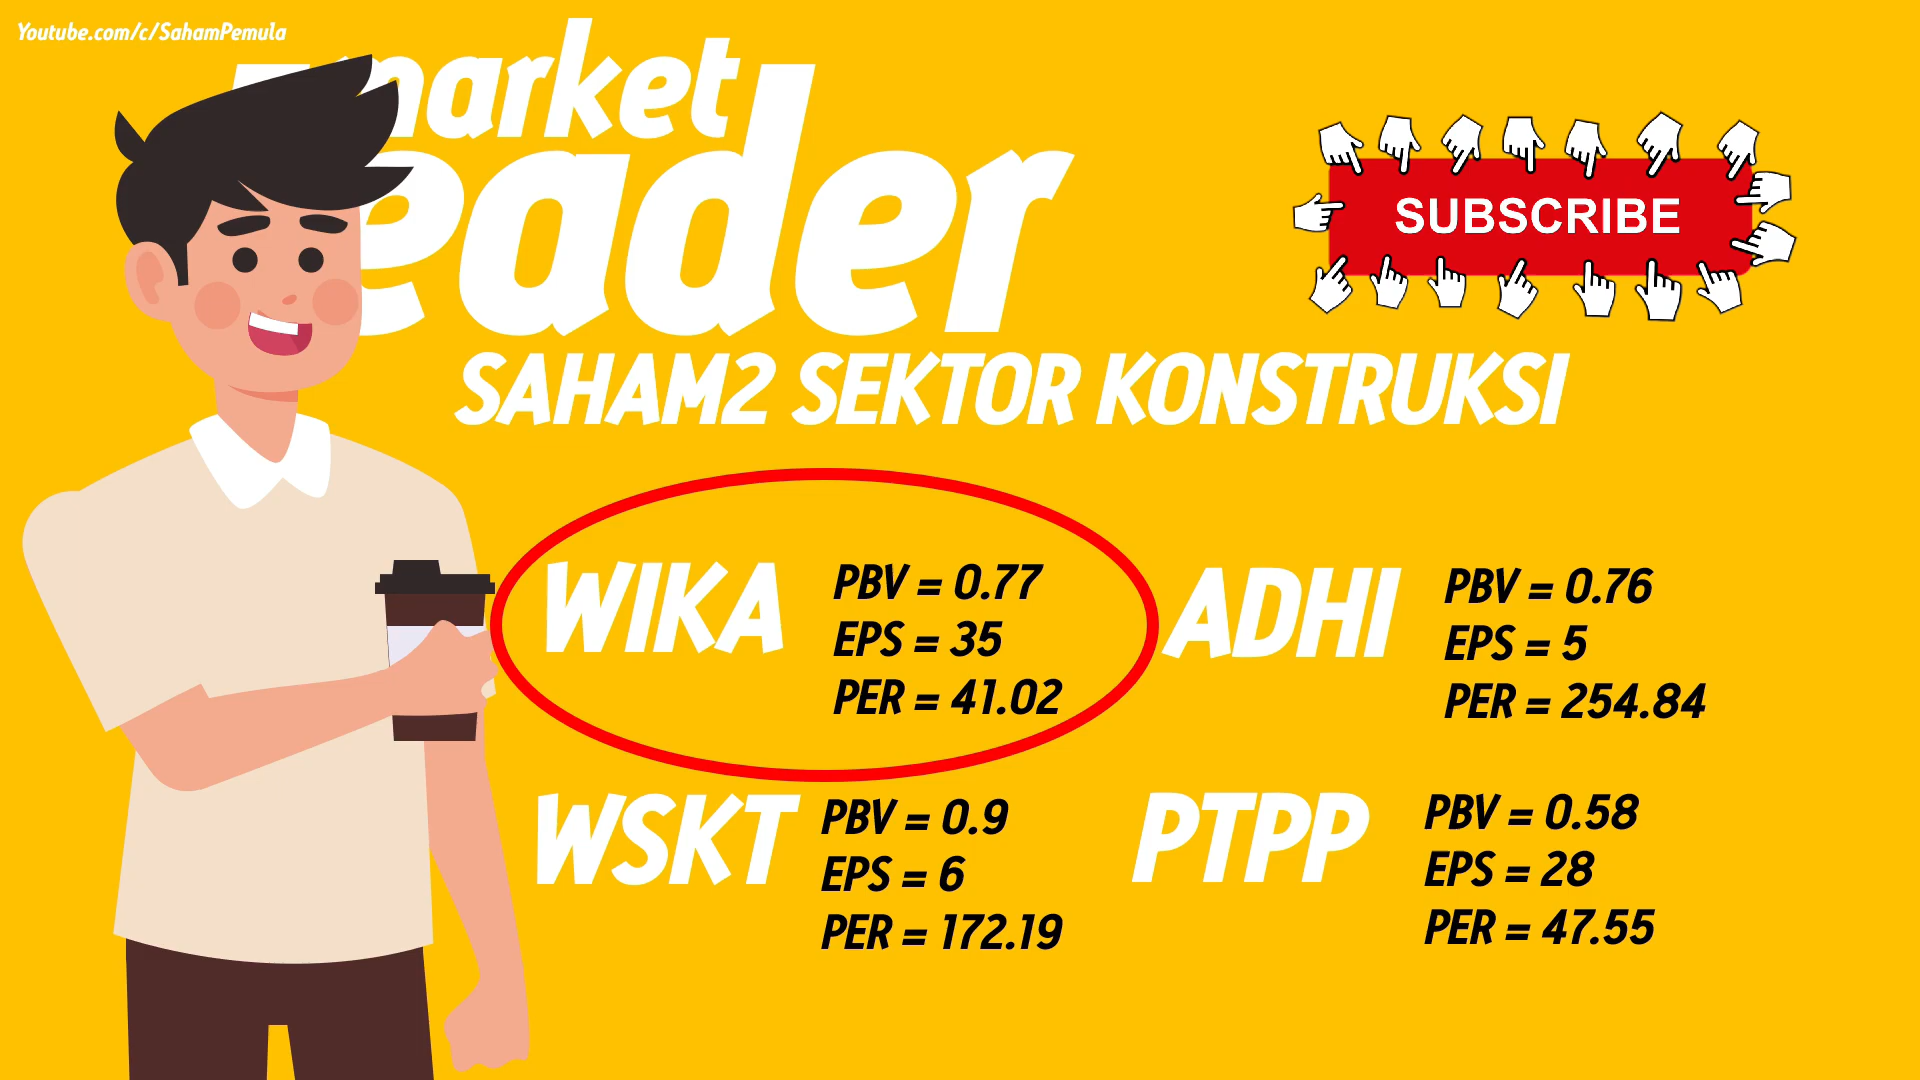 Youtube.com/c/SahamPemula
market
leader
SUBSCRIBE
SAHAM2 SEKTOR KONSTRUKSI
WIKA
PBV = 0.77
EPS = 35
PER = 41.02
ADHI
PBV = 0.76
EPS = 5
PER = 254.84
WSKT
PBV = 0.9
EPS = 6
PER = 172.19
PTPP
PBV = 0.58
EPS = 28
PER = 47.55